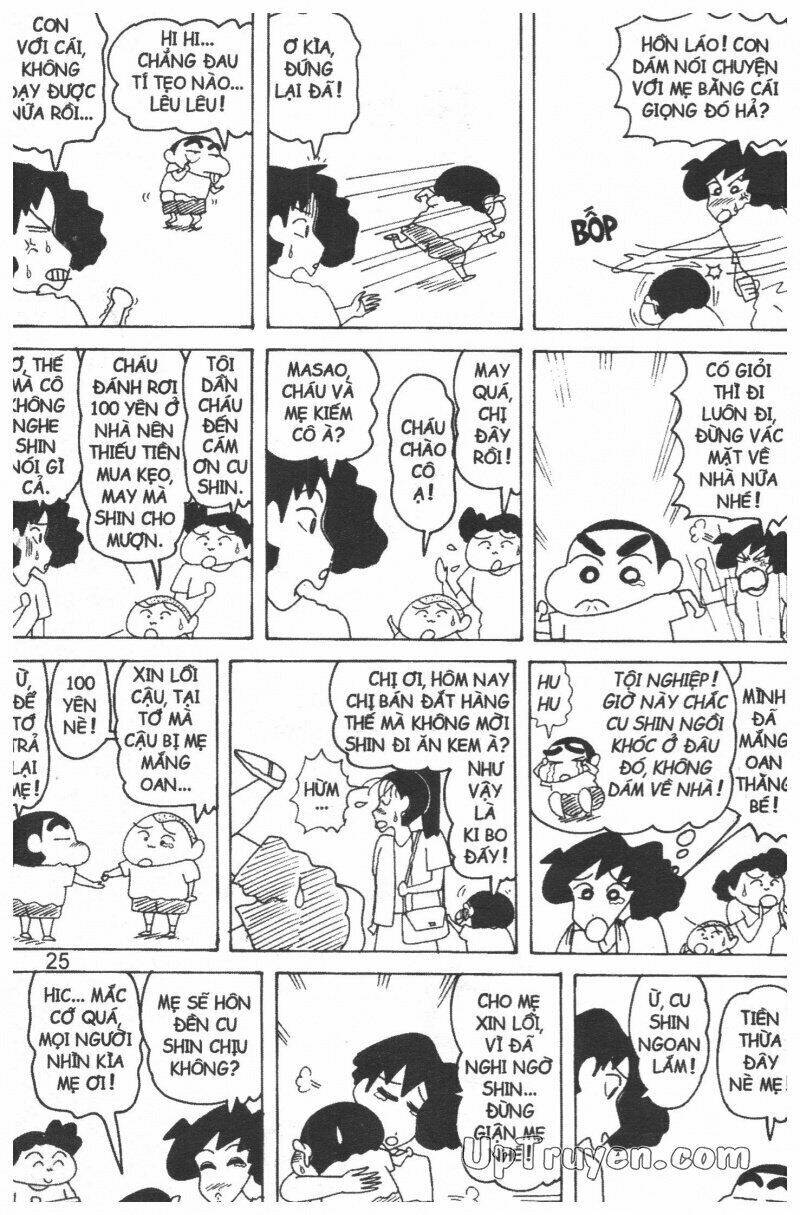 HỖN LÁO! CON
DÁM NÓI CHUYỆN
VỚI MẸ BẰNG CÁI
GIỌNG ĐÓ HẢ?
BỐP
Ơ KÌA,
ĐỨNG
LẠI ĐÃ!
HI HI...
CHẲNG ĐAU
TÍ TẸO NÀO...
LÊU LÊU!
CON
VỚI CÁI,
KHÔNG
DẠY ĐƯỢC
NỮA RỒI...
CÓ GIỎI
THÌ ĐI
LUÔN ĐI,
ĐỪNG VÁC
MẶT VỀ
NHÀ NỮA
NHÉ!
MAY
QUÁ,
CHỊ
ĐÂY
RỒI!
CHÁU
CHÀO
CÔ
Ạ!
MASAO,
CHÁU VÀ
MẸ KIẾM
CÔ À?
TÔI
DẪN
CHÁU
ĐẾN
CÁM
ƠN CU
SHIN.
CHÁU
ĐÁNH RƠI
100 YÊN Ở
NHÀ NÊN
THIẾU TIỀN
MUA KẸO,
MAY MÀ
SHIN CHO
MƯỢN.
Ơ, THẾ
MÀ CÔ
KHÔNG
NGHE
SHIN
NÓI GÌ
CẢ.
MÌNH
ĐÃ
MẮNG
OAN
THẰNG
BÉ!
TỘI NGHIỆP!
GIỜ NÀY CHẮC
CU SHIN NGỒI
KHÓC Ở ĐÂU
ĐÓ, KHÔNG
DÁM VỀ NHÀ!
HU
HU
CHỊ ƠI, HÔM NAY
CHỊ BÁN ĐẮT HÀNG
THẾ MÀ KHÔNG MỜI
SHIN ĐI ĂN KEM À?
NHƯ
VẬY
LÀ
KI BO
ĐẤY!
HỪM
...
XIN LỖI
CẬU, TẠI
TỚ MÀ
CẬU BỊ MẸ
MẮNG
OAN...
100
YÊN
NÈ!
Ừ,
ĐỂ
TỚ
TRẢ
LẠI
MẸ!
25
TIỀN
THỪA
ĐÂY
NÈ MẸ!
Ừ, CU
SHIN
NGOAN
LẮM!
CHO MẸ
XIN LỖI,
VÌ ĐÃ
NGHI NGỜ
SHIN...
ĐỪNG
GIẬN MẸ
NHÉ!
MẸ SẼ HÔN
ĐỀN CU
SHIN CHỊU
KHÔNG?
HIC... MẮC
CỚ QUÁ,
MỌI NGƯỜI
NHÌN KÌA
MẸ ƠI!
UpTruyen.com